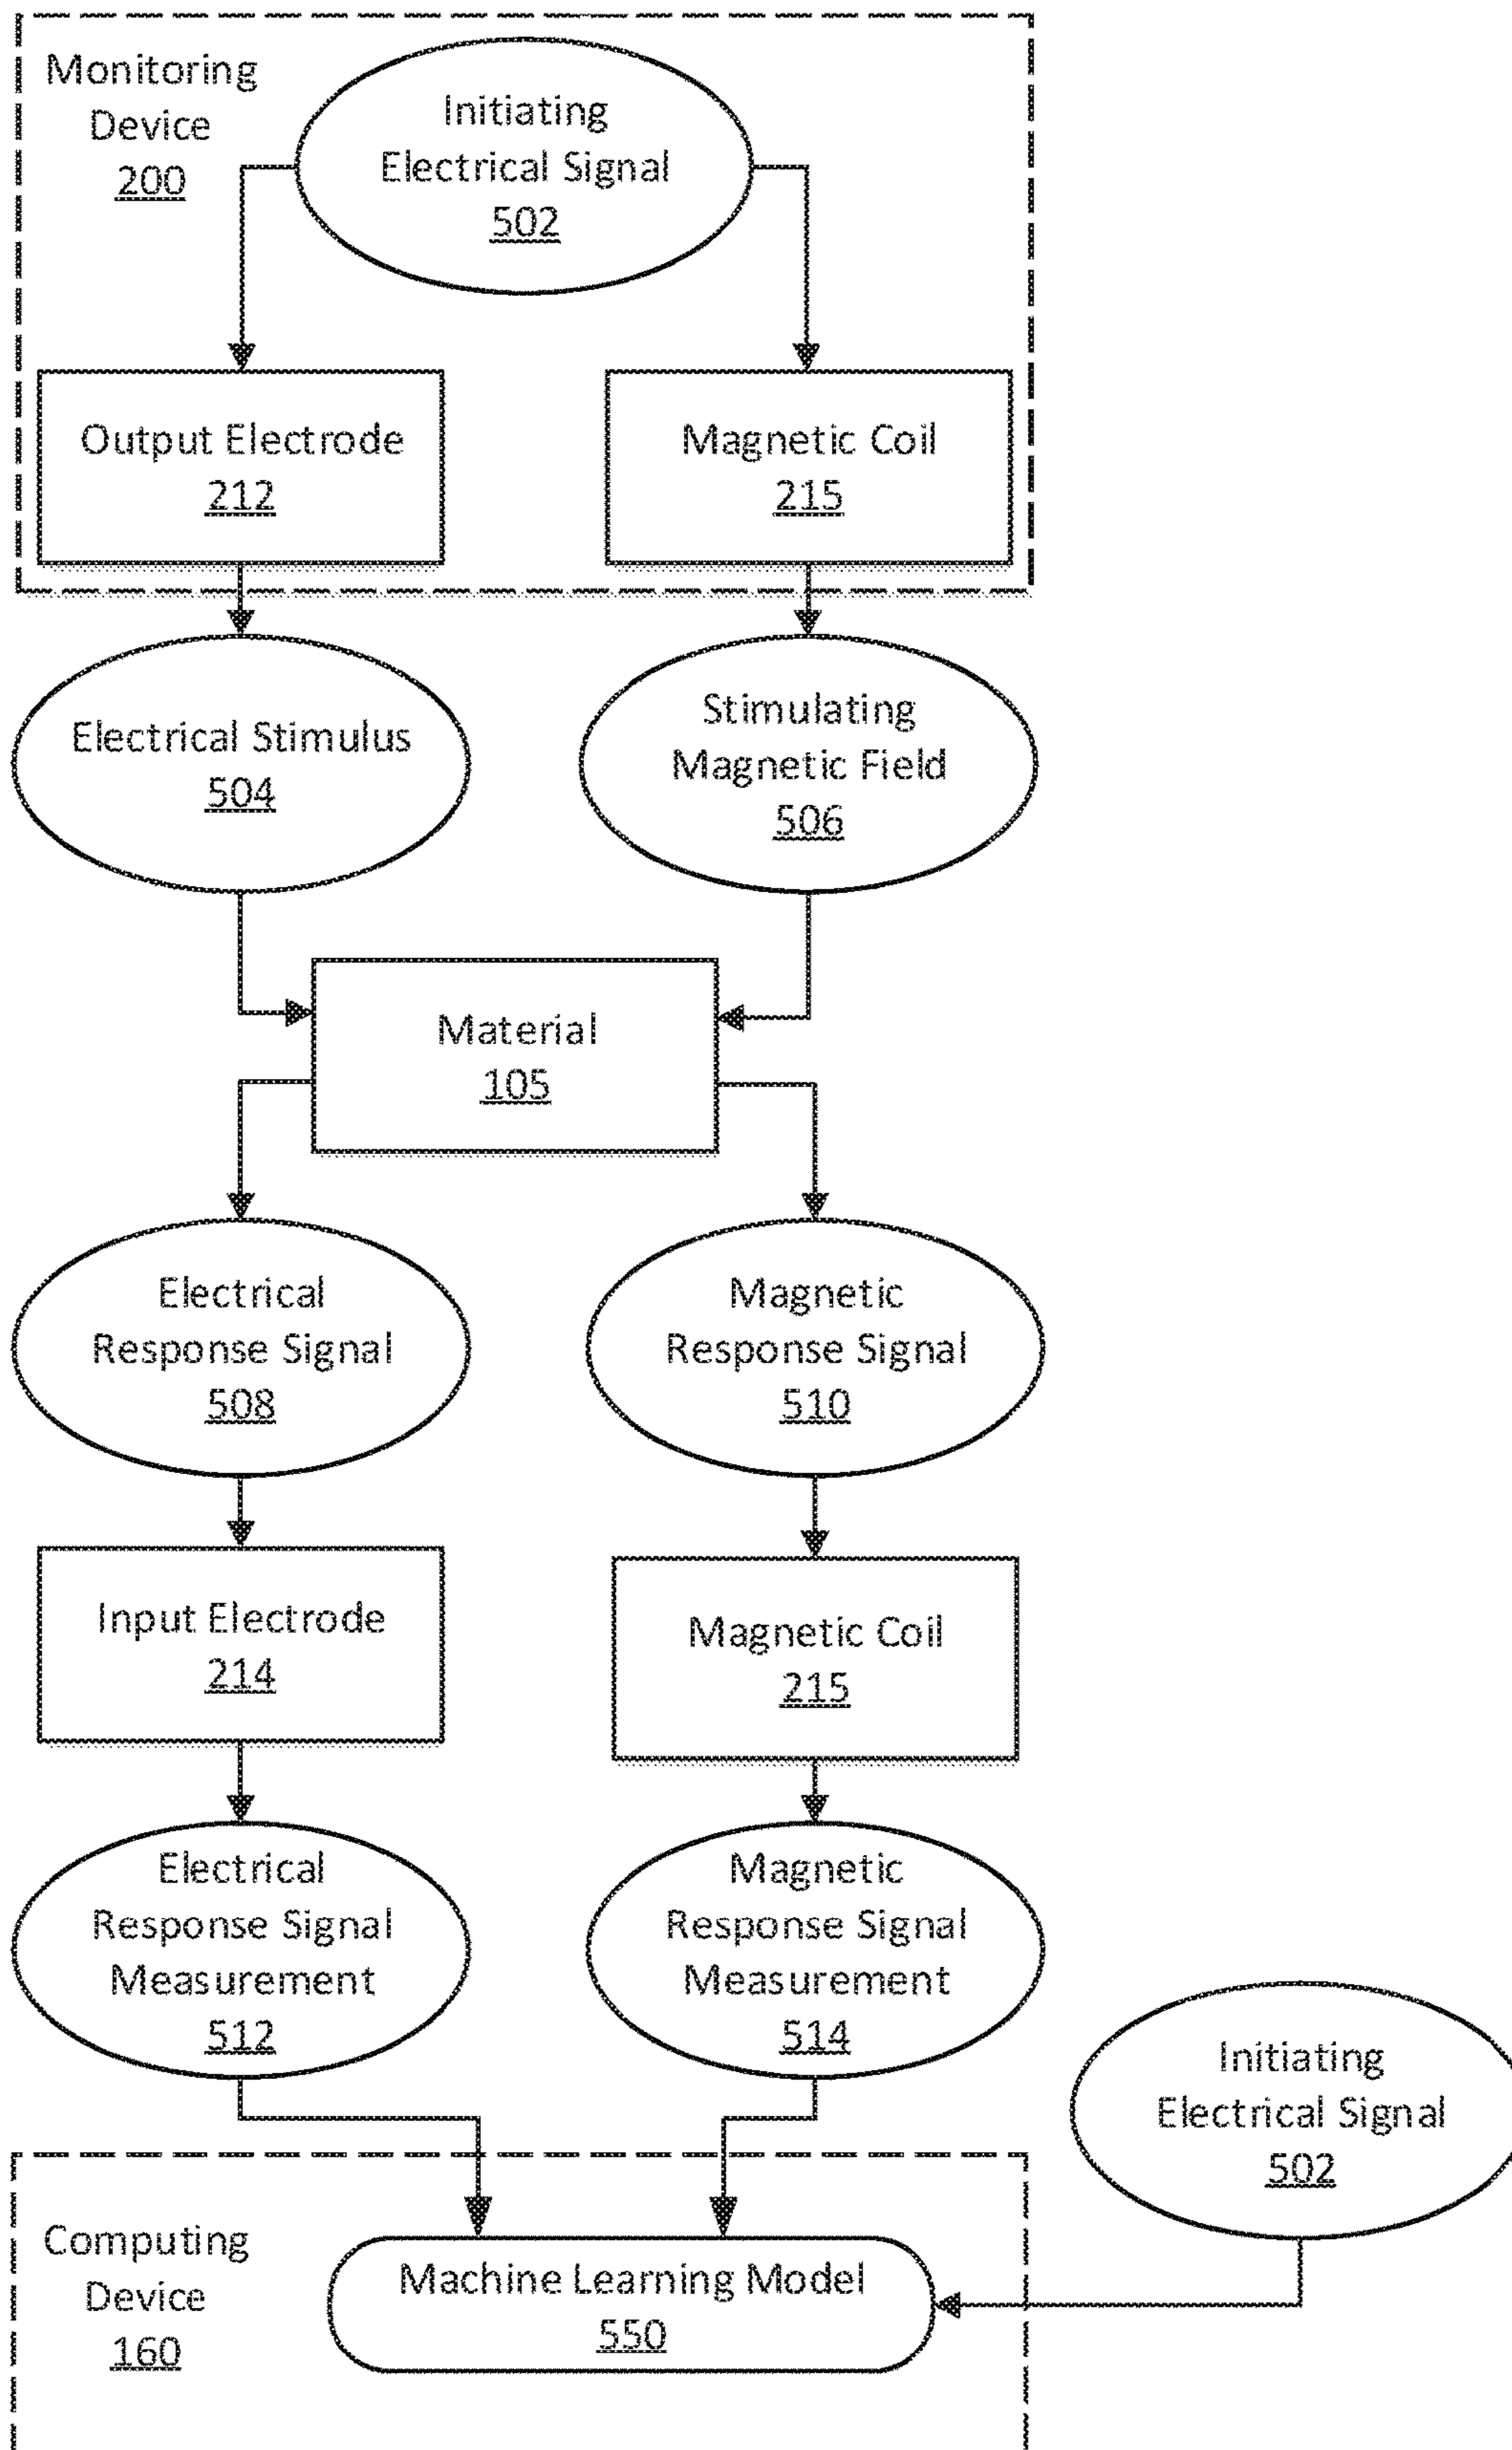 Monitoring
Device
200
Initiating
Electrical Signal
502
Output Electrode
212
Magnetic Coil
215
Electrical Stimulus
504
Stimulating
Magnetic Field
506
Material
105
Electrical
Response Signal
508
Magnetic
Response Signal
510
Input Electrode
214
Magnetic Coil
215
Electrical
Response Signal
Measurement
512
Magnetic
Response Signal
Measurement
514
Initiating
Electrical Signal
502
Computing
Device
160
Machine Learning Model
550